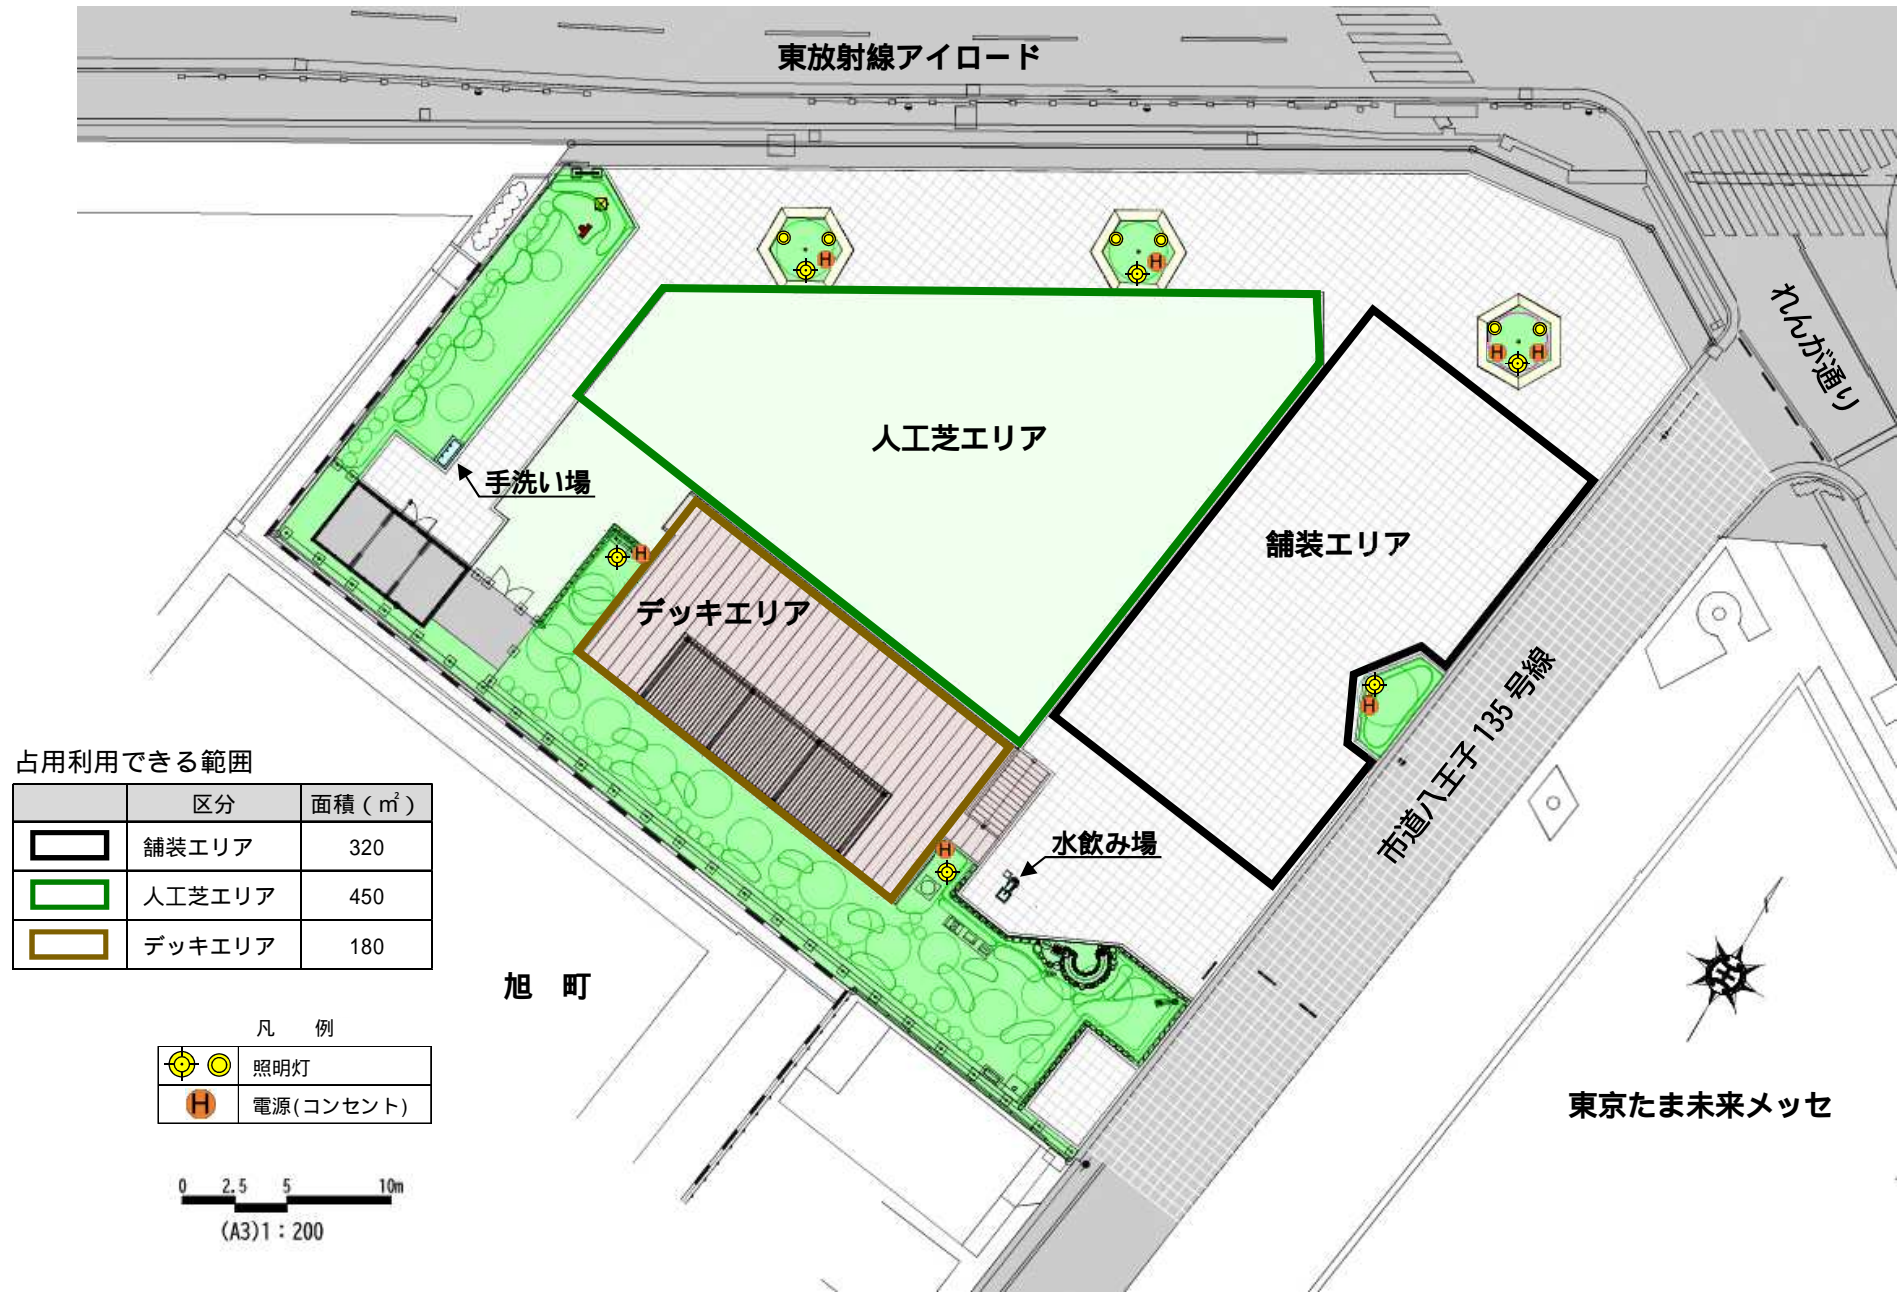 東放射線アイロード
れんが通り
人工芝エリア
手洗い場
舗装エリア
デッキエリア
市道八王子 135 号線
水飲み場
占用利用できる範囲
区分 面積（㎡）
舗装エリア 320
人工芝エリア 450
デッキエリア 180
旭 町
凡 例
照明灯
H 電源(コンセント)
東京たま未来メッセ
0 2.5 5 10m
(A3)1：200
H
H
H
H
H
H
H